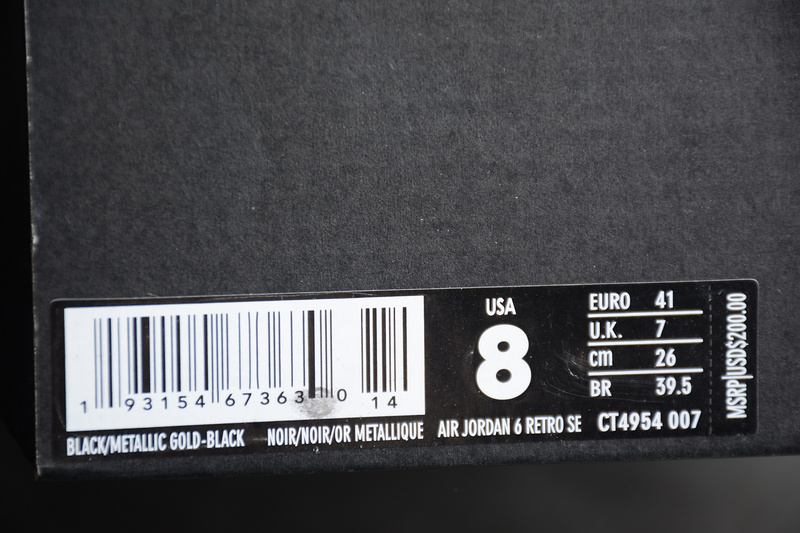 1 93154 67363 0 14
BLACK/METALLIC GOLD-BLACK NOIR/NOIR/OR METALLIQUE
USA
8
AIR JORDAN 6 RETRO SE
EURO 41
U.K. 7
cm 26
BR 39.5
CT4954 007
MSRP|USD$200.00